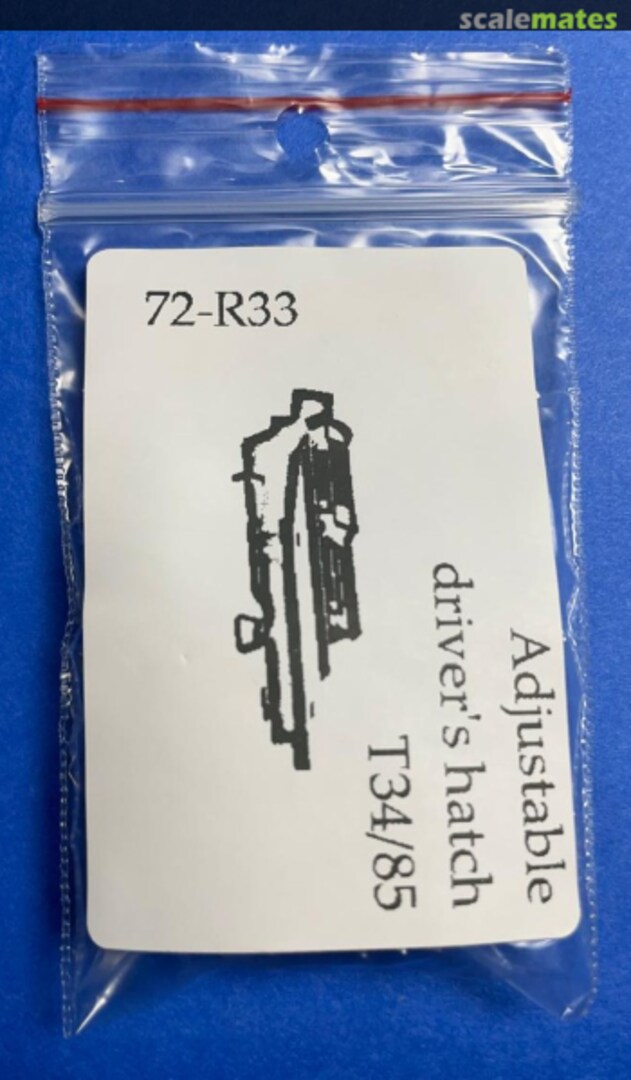 scalemates
72-R33
Adjustable
driver's hatch
T34/85